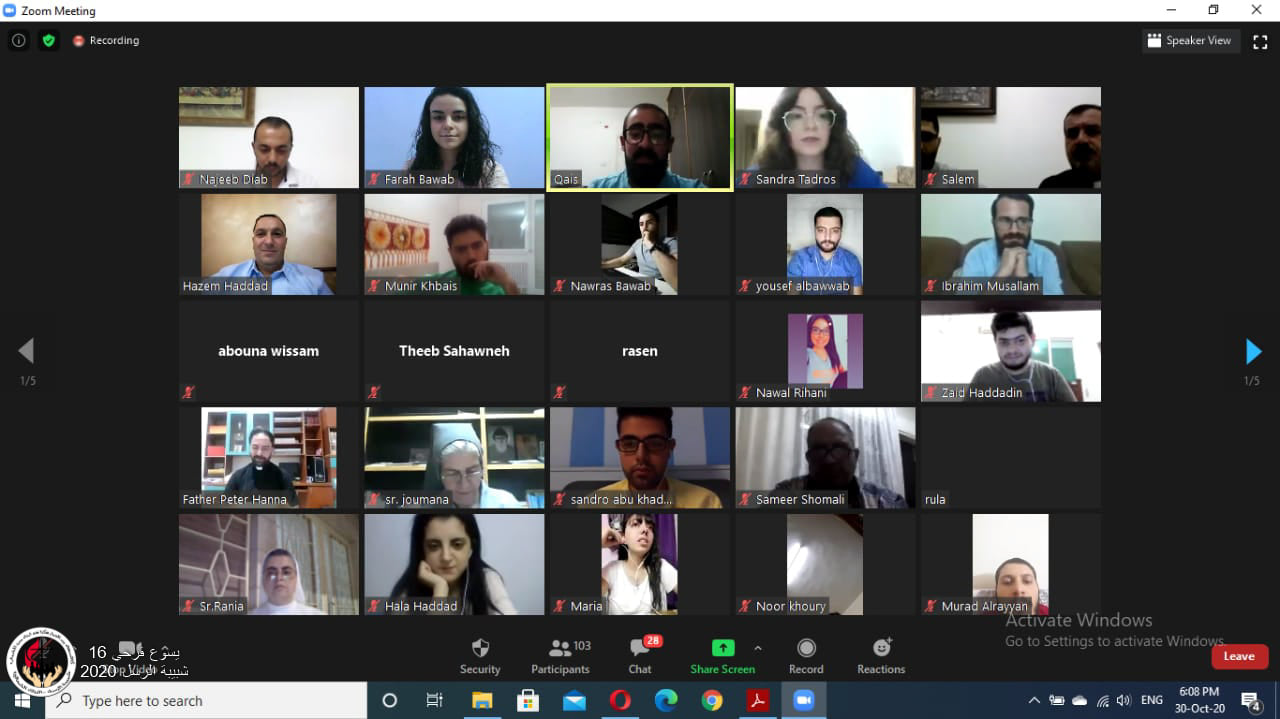 Zoom Meeting
Recording
Speaker View
Najeeb Diab
Farah Bawab
Qais
Sandra Tadros
Salem
Hazem Haddad
Munir Khbais
Nawras Bawab
yousef albawwab
Ibrahim Musallam
abouna wissam
Theeb Sahawneh
rasen
Nawal Rihani
Zaid Haddadin
1/5
1/5
Father Peter Hanna
sr. joumana
sandro abu khad...
Sameer Shomali
rula
Sr.Rania
Hala Haddad
Maria
Noor khoury
Murad Alrayyan
Activate Windows
Go to Settings to activate Windows.
يسوع فرحي 16
2020
Security
Participants
103
Chat
28
Share Screen
Record
Reactions
Leave
Type here to search
ENG
6:08 PM
30-Oct-20
4